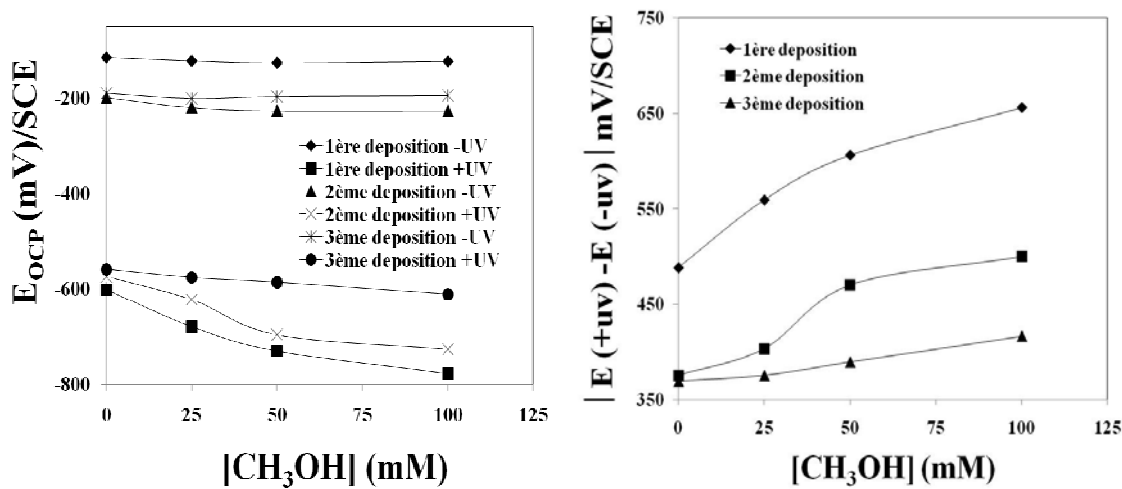 E_OCP (mV)/SCE
-200
-400
-600
-800
0 25 50 75 100 125
[CH₃OH] (mM)
1ère deposition -UV
1ère deposition +UV
2ème deposition -UV
2ème deposition +UV
3ème deposition -UV
3ème deposition +UV
| E (+uv) -E (-uv) | mV/SCE
750
650
550
450
350
0 25 50 75 100 125
[CH₃OH] (mM)
1ère deposition
2ème deposition
3ème deposition